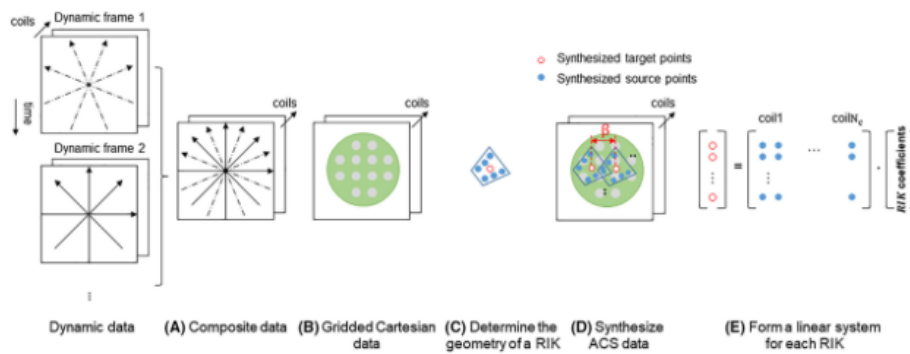 coils
Dynamic frame 1
time
Dynamic frame 2
⋮
Dynamic data
coils
(A) Composite data
coils
(B) Gridded Cartesian
data
(C) Determine the
geometry of a RIK
Synthesized target points
Synthesized source points
coils
β
..
⋮
(D) Synthesize
ACS data
coil1
coilNc
...
⋮
=
⋮
·
RIK coefficients
(E) Form a linear system
for each RIK